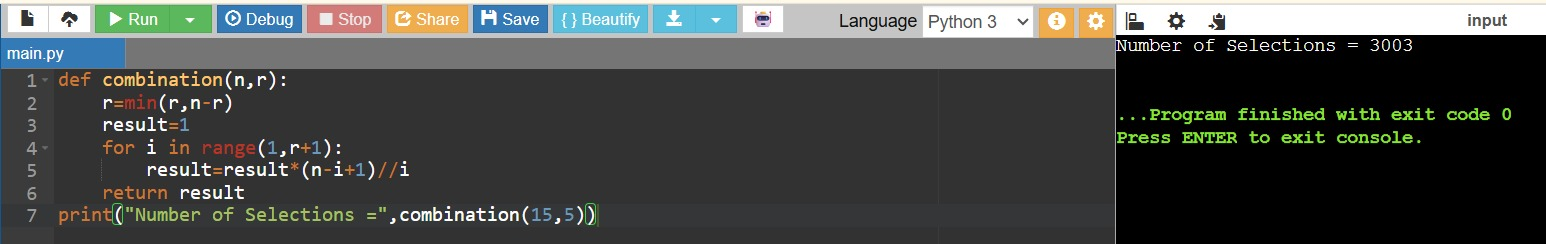 Run Debug Stop Share Save { } Beautify Language Python 3 input
main.py
1 def combination(n,r):
2 r=min(r,n-r)
3 result=1
4 for i in range(1,r+1):
5 result=result*(n-i+1)//i
6 return result
7 print("Number of Selections =",combination(15,5))
Number of Selections = 3003
...Program finished with exit code 0
Press ENTER to exit console.